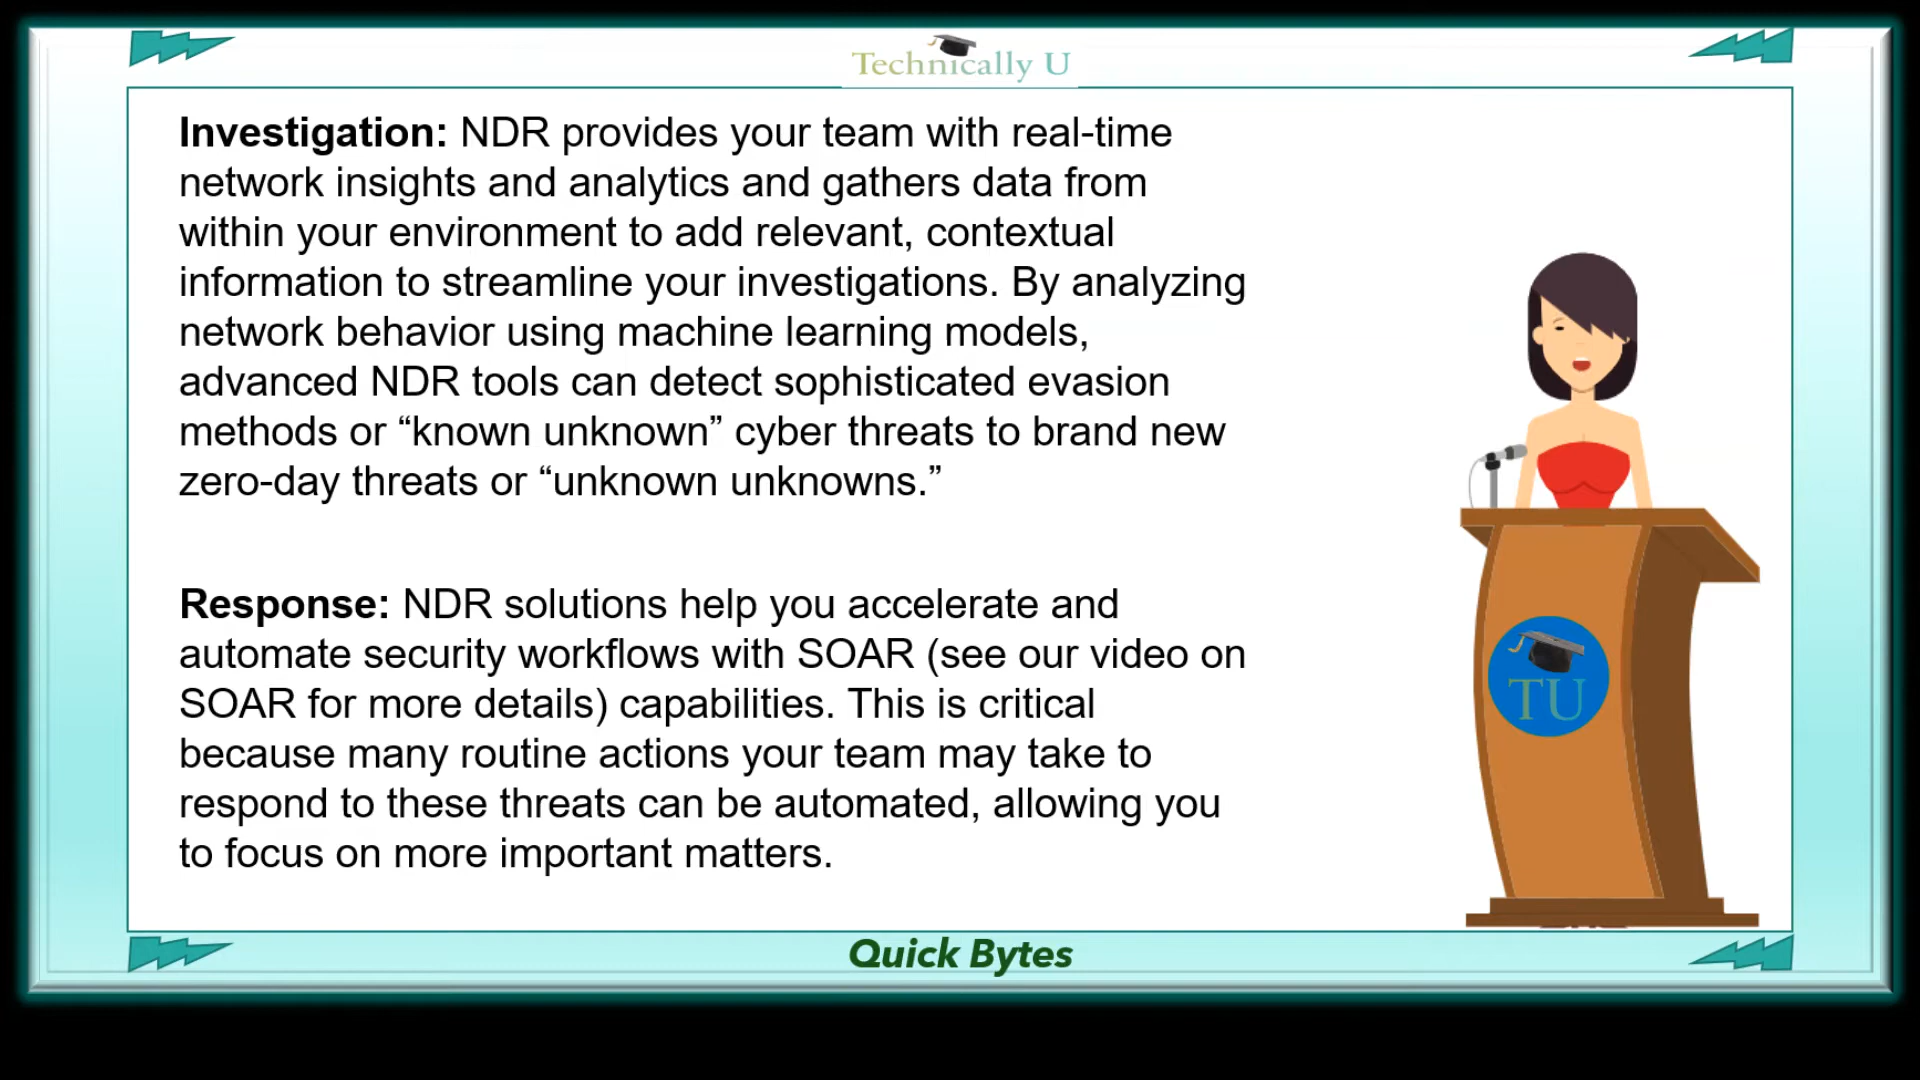 Technically U
Investigation: NDR provides your team with real-time
network insights and analytics and gathers data from
within your environment to add relevant, contextual
information to streamline your investigations. By analyzing
network behavior using machine learning models,
advanced NDR tools can detect sophisticated evasion
methods or “known unknown” cyber threats to brand new
zero-day threats or “unknown unknowns.”
Response: NDR solutions help you accelerate and
automate security workflows with SOAR (see our video on
SOAR for more details) capabilities. This is critical
because many routine actions your team may take to
respond to these threats can be automated, allowing you
to focus on more important matters.
TU
Quick Bytes